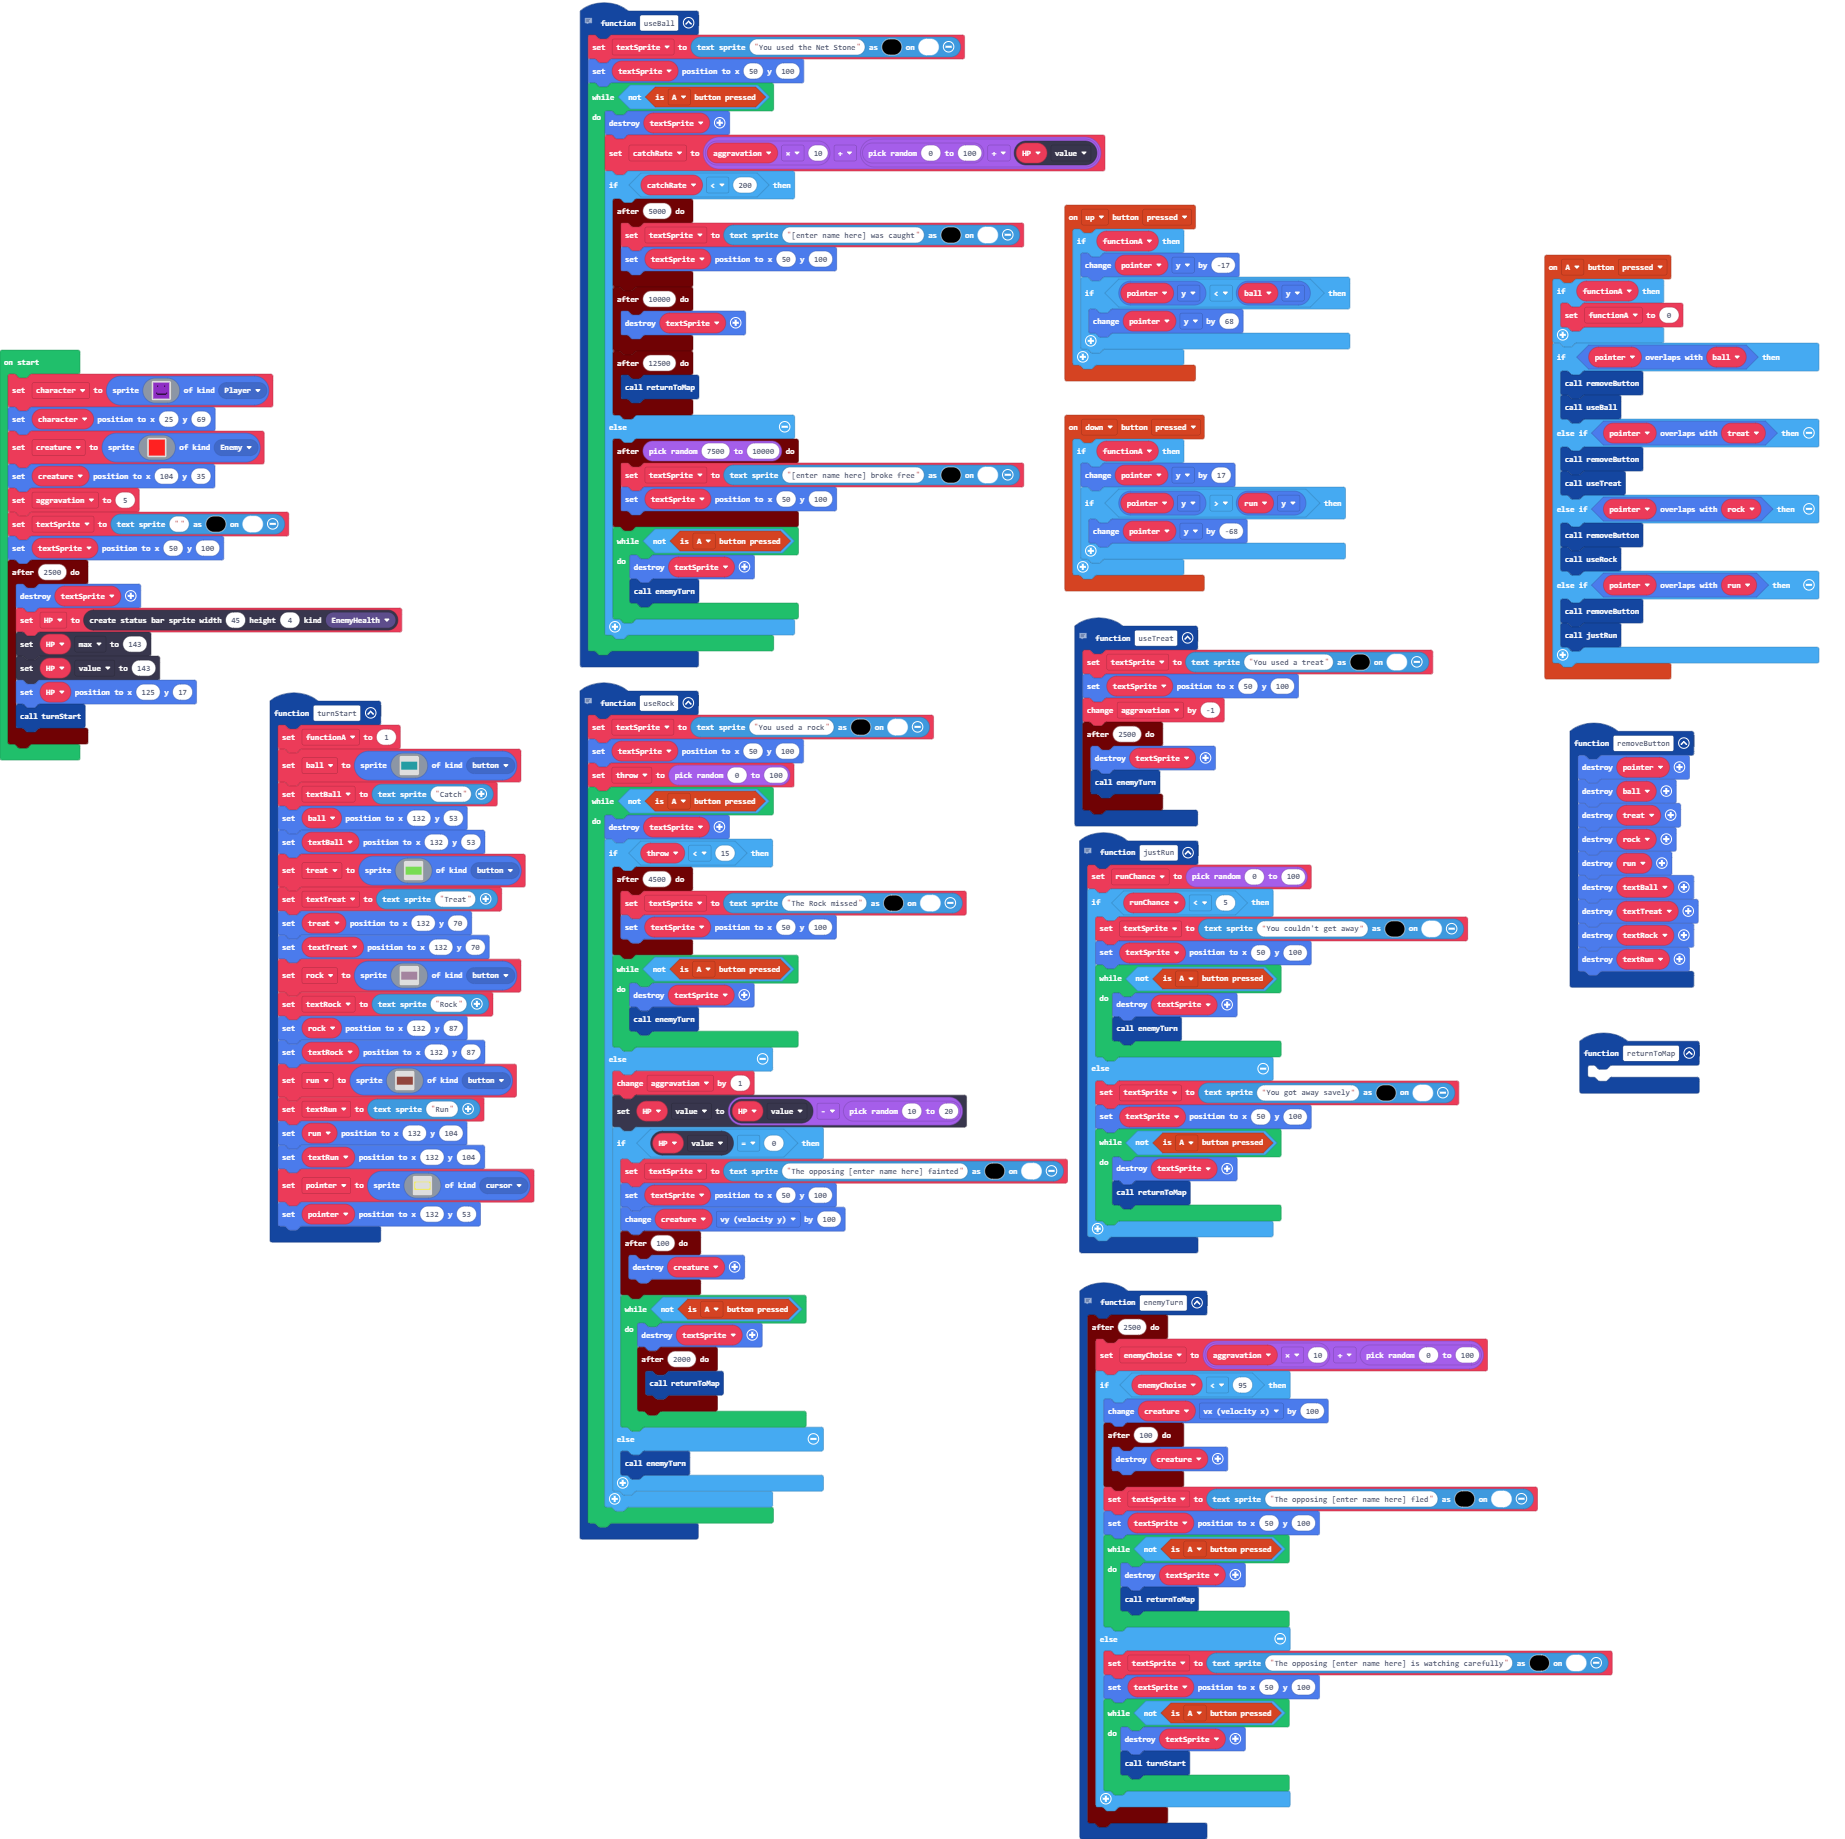 on start
set character to sprite of kind Player
set character position to x 25 y 69
set creature to sprite of kind Enemy
set creature position to x 104 y 35
set aggravation to 5
set textSprite to text sprite "" as on
set textSprite position to x 50 y 100
after 2500 do
destroy textSprite
set HP to create status bar sprite width 45 height 4 kind EnemyHealth
set HP max to 143
set HP value to 143
set HP position to x 125 y 17
call turnStart
function turnStart
set functionA to 1
set ball to sprite of kind button
set textBall to text sprite "Catch"
set ball position to x 132 y 53
set textBall position to x 132 y 53
set treat to sprite of kind button
set textTreat to text sprite "Treat"
set treat position to x 132 y 70
set textTreat position to x 132 y 70
set rock to sprite of kind button
set textRock to text sprite "Rock"
set rock position to x 132 y 87
set textRock position to x 132 y 87
set run to sprite of kind button
set textRun to text sprite "Run"
set run position to x 132 y 104
set textRun position to x 132 y 104
set pointer to sprite of kind cursor
set pointer position to x 132 y 53
function useBall
set textSprite to text sprite "You used the Net Stone" as on
set textSprite position to x 50 y 100
while not is A button pressed
do destroy textSprite
set catchRate to aggravation × 10 + pick random 0 to 100 + HP value
if catchRate < 200 then
after 5000 do
set textSprite to text sprite "[enter name here] was caught" as on
set textSprite position to x 50 y 100
after 10000 do
destroy textSprite
after 12500 do
call returnToMap
else
after pick random 7500 to 10000 do
set textSprite to text sprite "[enter name here] broke free" as on
set textSprite position to x 50 y 100
while not is A button pressed
do destroy textSprite
call enemyTurn
function useRock
set textSprite to text sprite "You used a rock" as on
set textSprite position to x 50 y 100
set throw to pick random 0 to 100
while not is A button pressed
do destroy textSprite
if throw < 15 then
after 4500 do
set textSprite to text sprite "The Rock missed" as on
set textSprite position to x 50 y 100
while not is A button pressed
do destroy textSprite
call enemyTurn
else
change aggravation by 1
set HP value to HP value - pick random 10 to 20
if HP value = 0 then
set textSprite to text sprite "The opposing [enter name here] fainted" as on
set textSprite position to x 50 y 100
change creature vy (velocity y) by 100
after 100 do
destroy creature
while not is A button pressed
do destroy textSprite
after 2000 do
call returnToMap
else
call enemyTurn
on up button pressed
if functionA then
change pointer y by -17
if pointer y < ball y then
change pointer y by 68
on down button pressed
if functionA then
change pointer y by 17
if pointer y > run y then
change pointer y by -68
function useTreat
set textSprite to text sprite "You used a treat" as on
set textSprite position to x 50 y 100
change aggravation by -1
after 2500 do
destroy textSprite
call enemyTurn
function justRun
set runChance to pick random 0 to 100
if runChance < 5 then
set textSprite to text sprite "You couldn't get away" as on
set textSprite position to x 50 y 100
while not is A button pressed
do destroy textSprite
call enemyTurn
else
set textSprite to text sprite "You got away savely" as on
set textSprite position to x 50 y 100
while not is A button pressed
do destroy textSprite
call returnToMap
function enemyTurn
after 2500 do
set enemyChoise to aggravation × 10 + pick random 0 to 100
if enemyChoise < 95 then
change creature vx (velocity x) by 100
after 100 do
destroy creature
set textSprite to text sprite "The opposing [enter name here] fled" as on
set textSprite position to x 50 y 100
while not is A button pressed
do destroy textSprite
call returnToMap
else
set textSprite to text sprite "The opposing [enter name here] is watching carefully" as on
set textSprite position to x 50 y 100
while not is A button pressed
do destroy textSprite
call turnStart
on A button pressed
if functionA then
set functionA to 0
if pointer overlaps with ball then
call removeButton
call useBall
else if pointer overlaps with treat then
call removeButton
call useTreat
else if pointer overlaps with rock then
call removeButton
call useRock
else if pointer overlaps with run then
call removeButton
call justRun
function removeButton
destroy pointer
destroy ball
destroy treat
destroy rock
destroy run
destroy textBall
destroy textTreat
destroy textRock
destroy textRun
function returnToMap